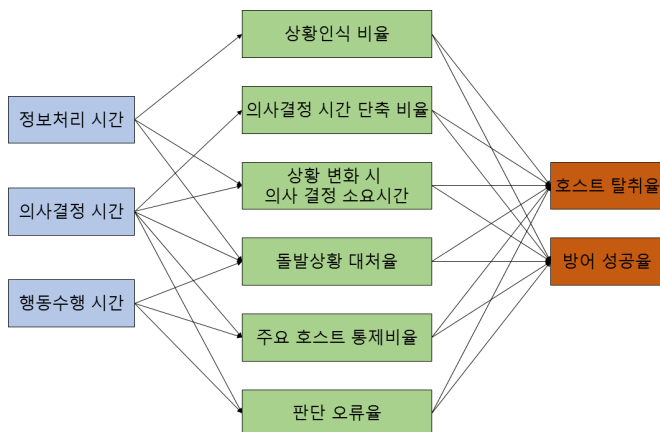 정보처리 시간
의사결정 시간
행동수행 시간
상황인식 비율
의사결정 시간 단축 비율
상황 변화 시
의사 결정 소요시간
돌발상황 대처율
주요 호스트 통제비율
판단 오류율
호스트 탈취율
방어 성공율